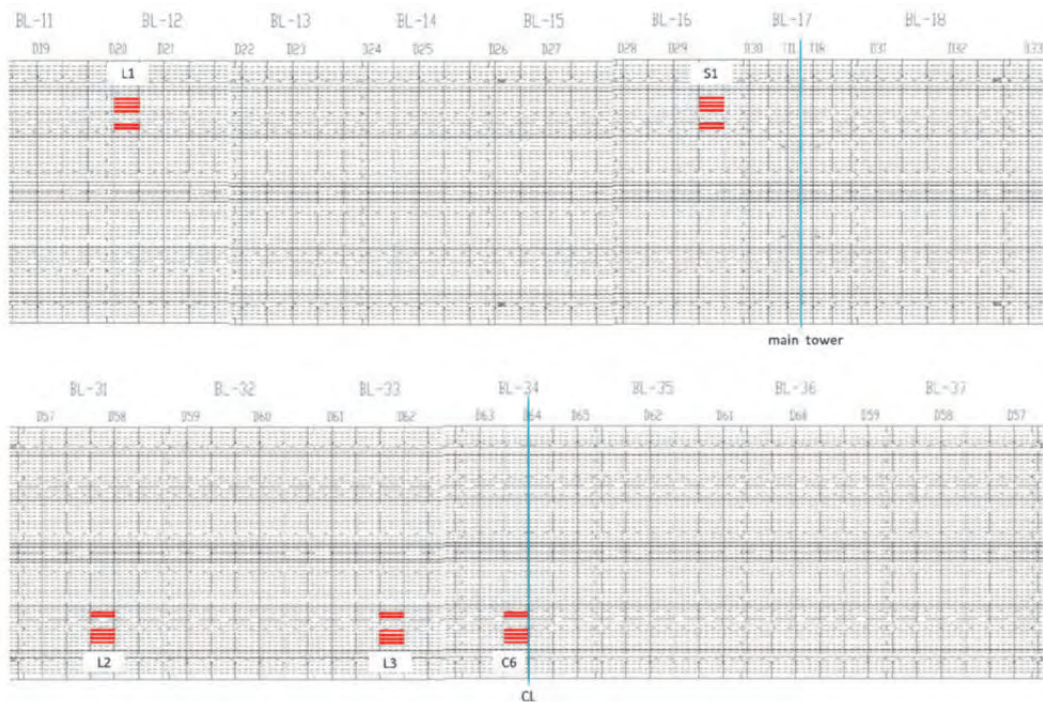 BL-11 BL-12 BL-13 BL-14 BL-15 BL-16 BL-17 BL-18
D19 D20 D21 D22 D23 D24 D25 D26 D27 D28 D29 D30 T1L T1R D31 D32 D33
L1 S1
main tower
BL-31 BL-32 BL-33 BL-34 BL-35 BL-36 BL-37
D57 D58 D59 D60 D61 D62 D63 D64 D65 D62 D61 D60 D59 D58 D57
L2 L3 C6
CL